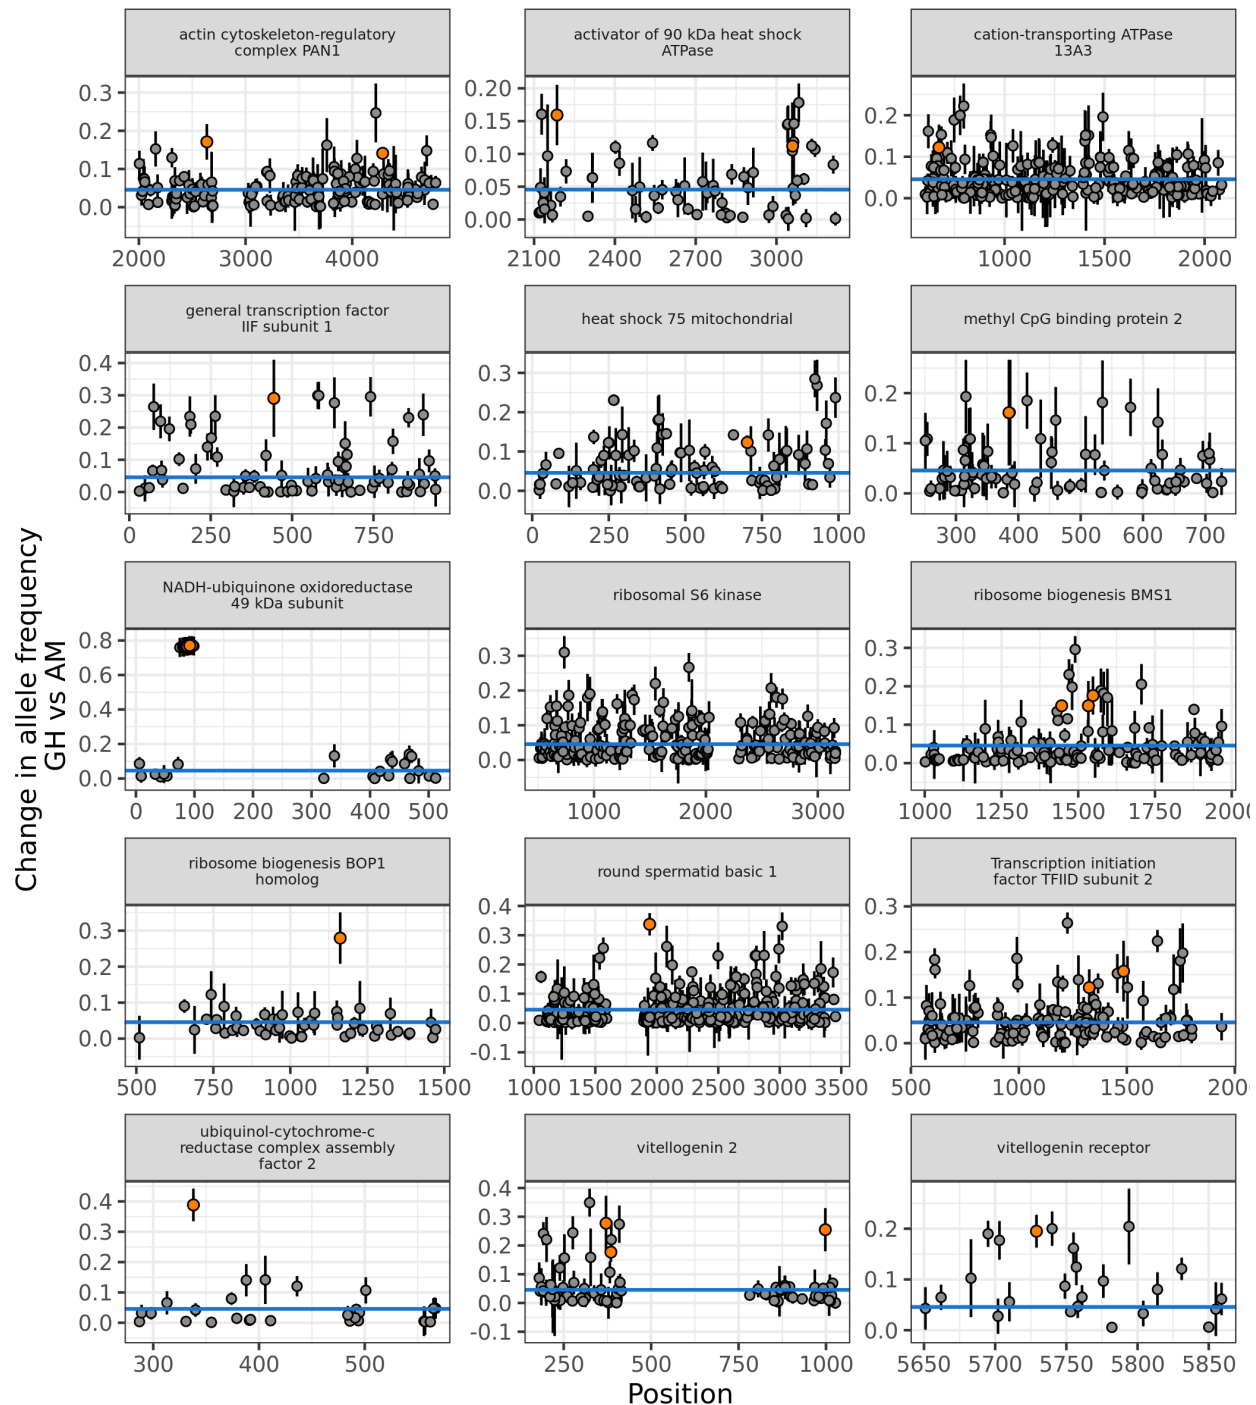 actin cytoskeleton-regulatory
complex PAN1
activator of 90 kDa heat shock
ATPase
cation-transporting ATPase
13A3
0.3
0.2
0.1
0.0
2000 3000 4000
0.20
0.15
0.10
0.05
0.00
2100 2400 2700 3000
0.2
0.1
0.0
1000 1500 2000
general transcription factor
IIF subunit 1
heat shock 75 mitochondrial
methyl CpG binding protein 2
0.4
0.3
0.2
0.1
0.0
0 250 500 750
0.3
0.2
0.1
0.0
0 250 500 750 1000
0.2
0.1
0.0
300 400 500 600 700
Change in allele frequency
GH vs AM
NADH-ubiquinone oxidoreductase
49 kDa subunit
ribosomal S6 kinase
ribosome biogenesis BMS1
0.8
0.6
0.4
0.2
0.0
0 100 200 300 400 500
0.3
0.2
0.1
0.0
1000 2000 3000
0.3
0.2
0.1
0.0
1000 1250 1500 1750 2000
ribosome biogenesis BOP1
homolog
round spermatid basic 1
Transcription initiation
factor TFIID subunit 2
0.3
0.2
0.1
0.0
500 750 1000 1250 1500
0.4
0.3
0.2
0.1
0.0
-0.1
1000 1500 2000 2500 3000 3500
0.3
0.2
0.1
0.0
500 1000 1500 2000
ubiquinol-cytochrome-c
reductase complex assembly
factor 2
vitellogenin 2
vitellogenin receptor
0.4
0.3
0.2
0.1
0.0
300 400 500
0.4
0.3
0.2
0.1
0.0
-0.1
250 500 750 1000
0.2
0.1
0.0
5650 5700 5750 5800 5850
Position